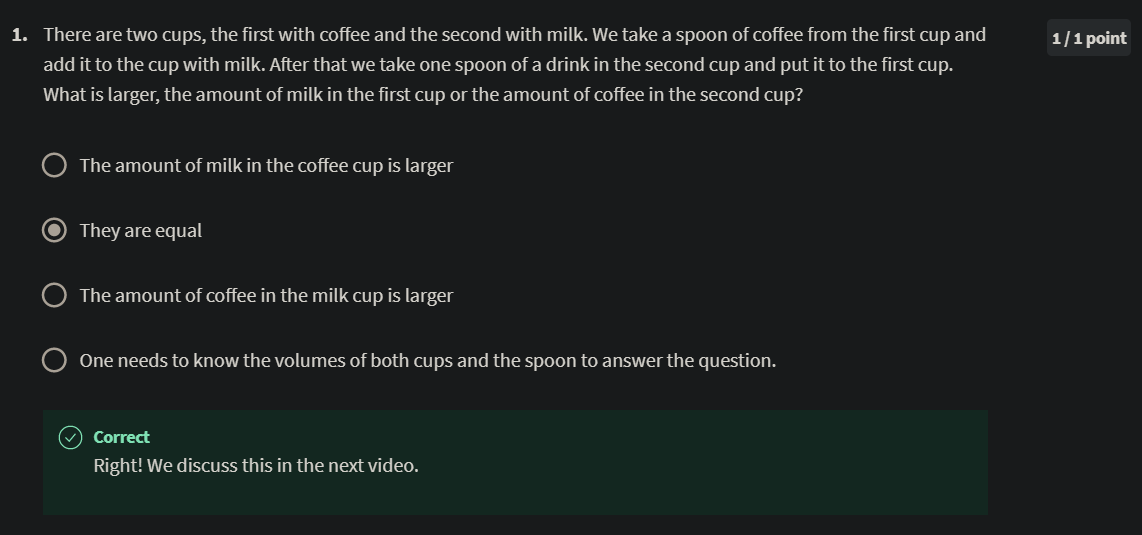 1. There are two cups, the first with coffee and the second with milk. We take a spoon of coffee from the first cup and
1 / 1 point
add it to the cup with milk. After that we take one spoon of a drink in the second cup and put it to the first cup.
What is larger, the amount of milk in the first cup or the amount of coffee in the second cup?
The amount of milk in the coffee cup is larger
They are equal
The amount of coffee in the milk cup is larger
One needs to know the volumes of both cups and the spoon to answer the question.
Correct
Right! We discuss this in the next video.